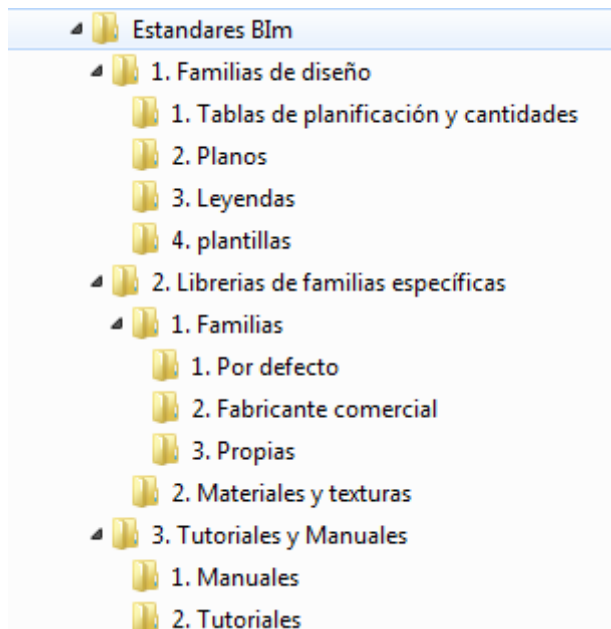 Estandares BIm
1. Familias de diseño
1. Tablas de planificación y cantidades
2. Planos
3. Leyendas
4. plantillas
2. Librerias de familias específicas
1. Familias
1. Por defecto
2. Fabricante comercial
3. Propias
2. Materiales y texturas
3. Tutoriales y Manuales
1. Manuales
2. Tutoriales